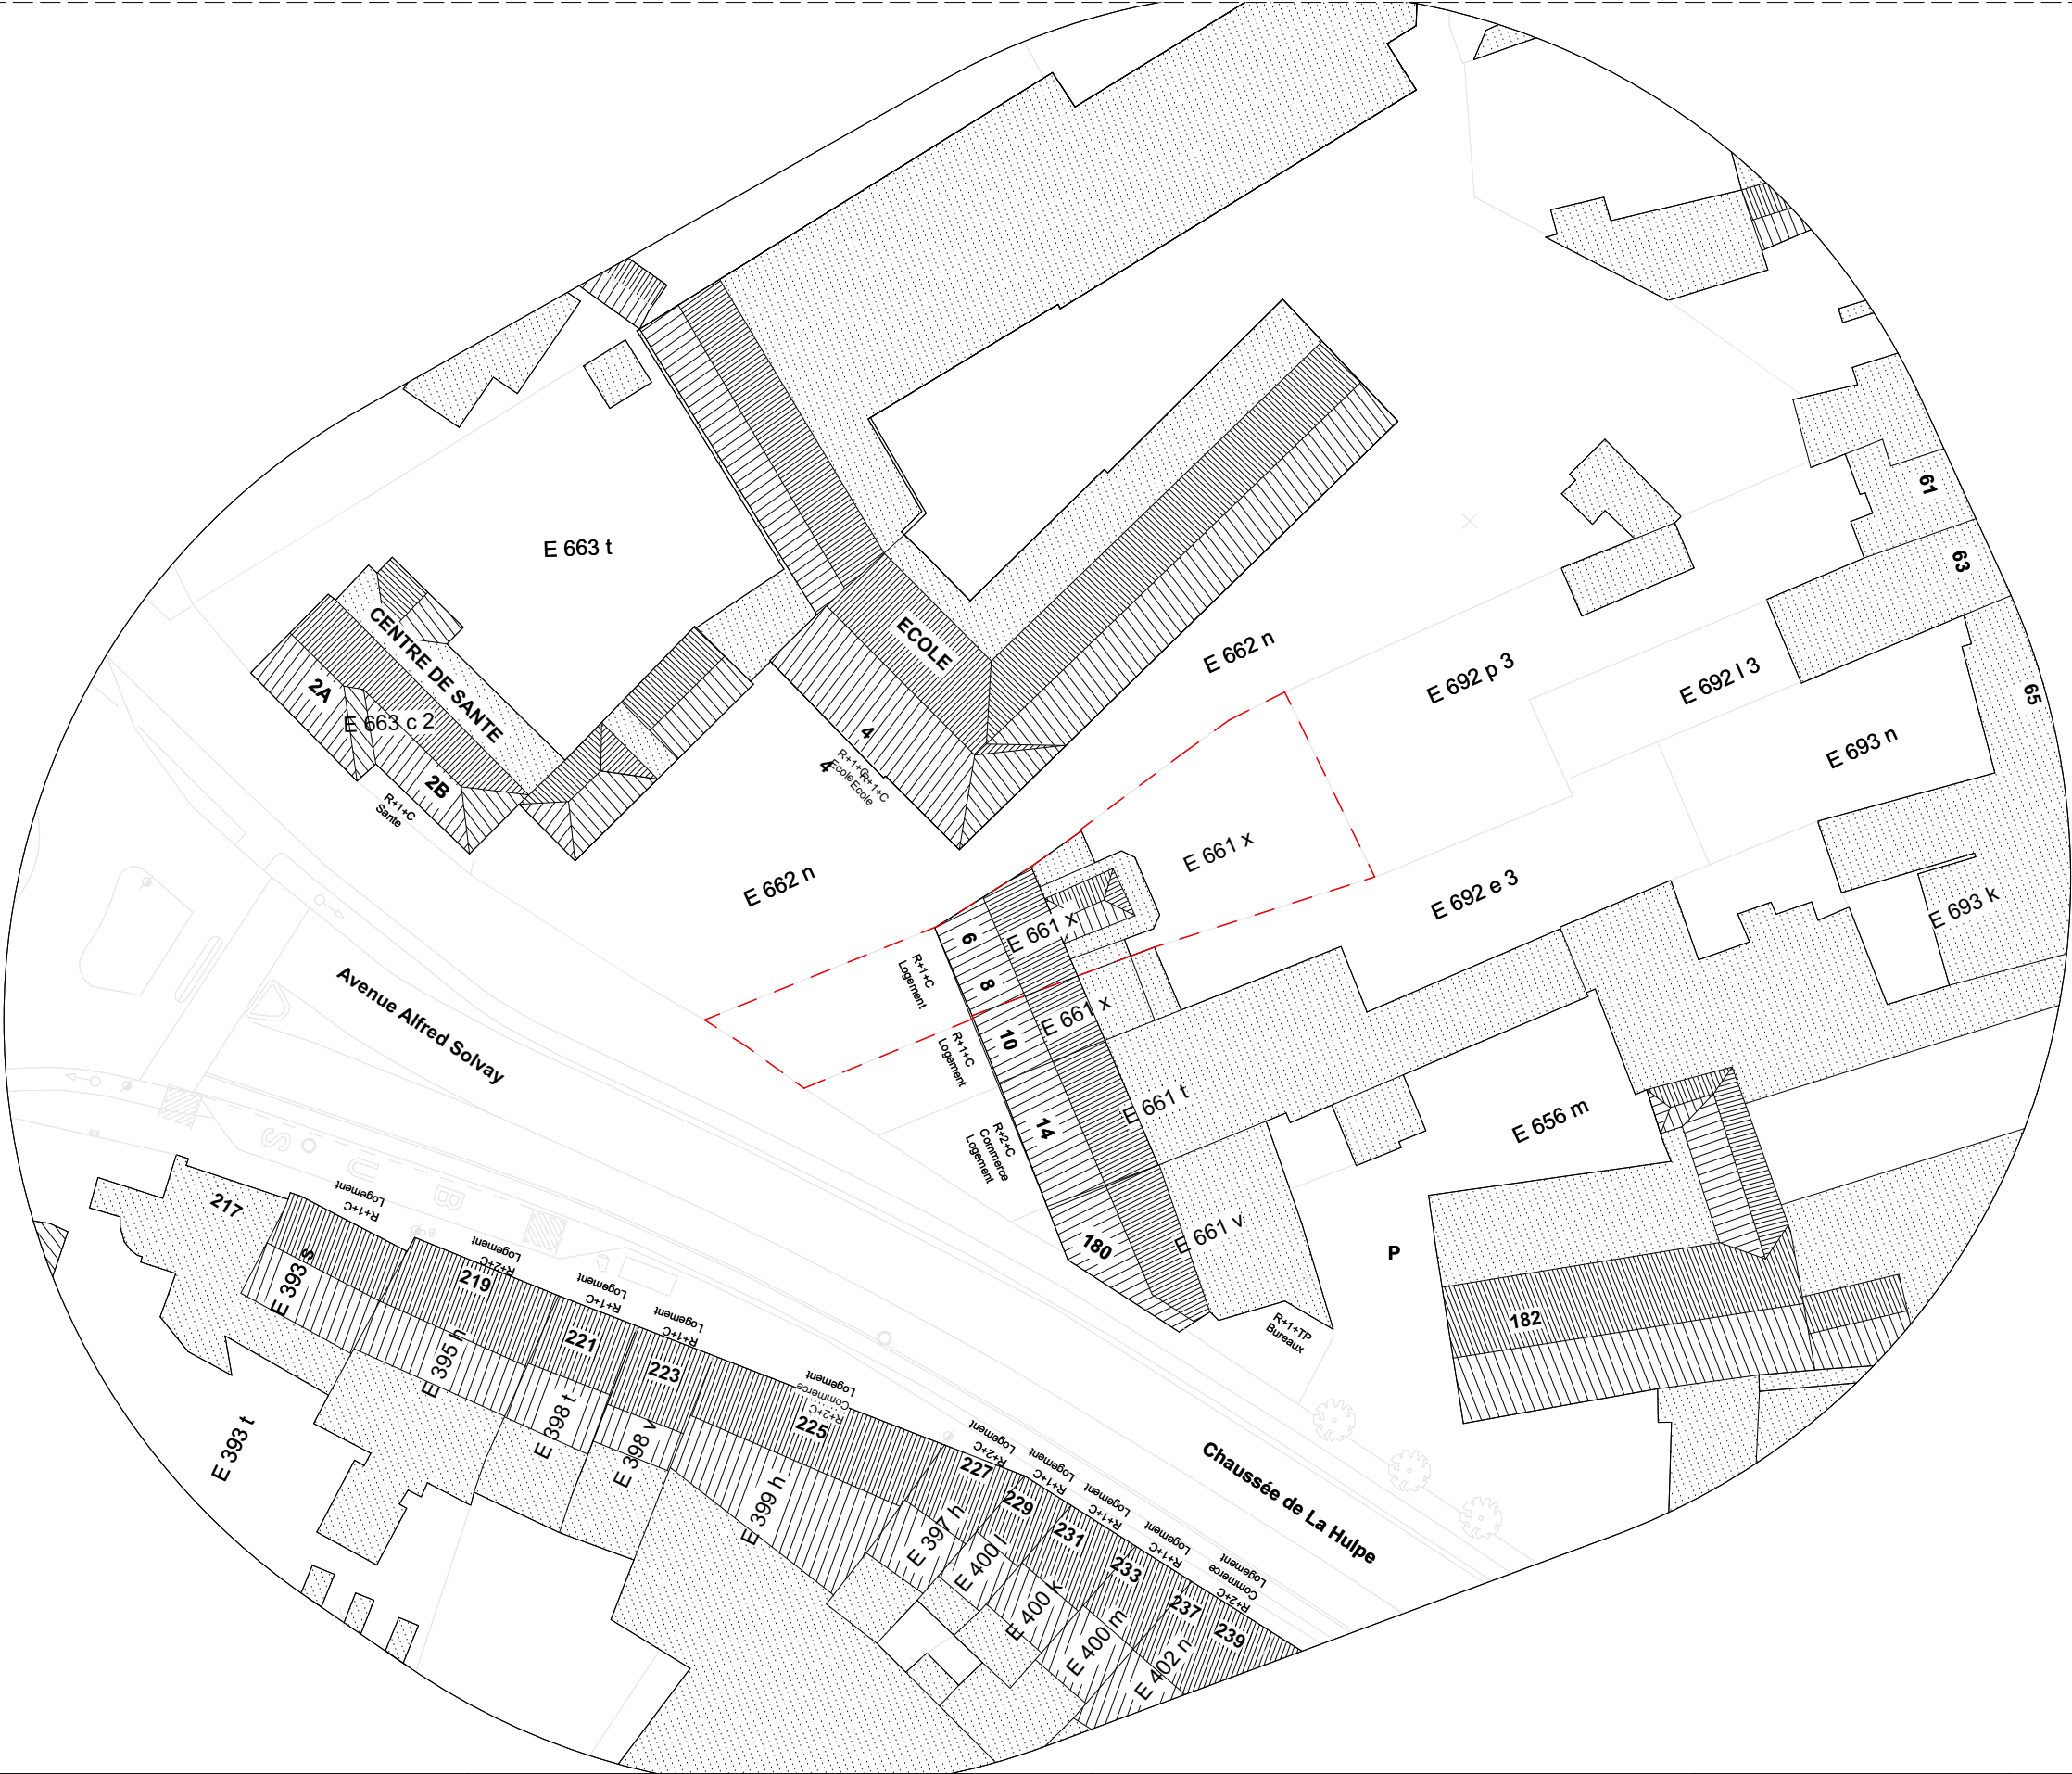 61
63
65
E 663 t
CENTRE DE SANTE
2A
E 663 c 2
2B
R+1+C
Sante
ECOLE
4
4
R+1+C
Ecole
R+1+C
Ecole
E 662 n
E 692 p 3
E 692 l 3
E 693 n
E 693 k
E 662 n
E 661 x
E 692 e 3
6
E 661 x
R+1+C
Logement
8
E 661 x
10
R+1+C
Logement
E 661 t
14
R+2+C
Commerce
Logement
E 661 v
180
R+1+TP
Bureaux
E 656 m
P
182
Avenue Alfred Solvay
BUS
217
Logement
R+1+C
E 393 s
E 393 t
Logement
R+2+C
219
E 395 h
Logement
R+1+C
221
E 398 t
Logement
R+1+C
223
E 398 v
Logement
Commerce
R+2+C
225
E 399 h
Logement
R+2+C
227
E 397 h
Logement
R+1+C
229
E 400 l
Logement
R+1+C
231
E 400 k
Logement
R+1+C
233
E 400 m
Logement
Commerce
R+2+C
237
239
E 402 n
Chaussée de La Hulpe